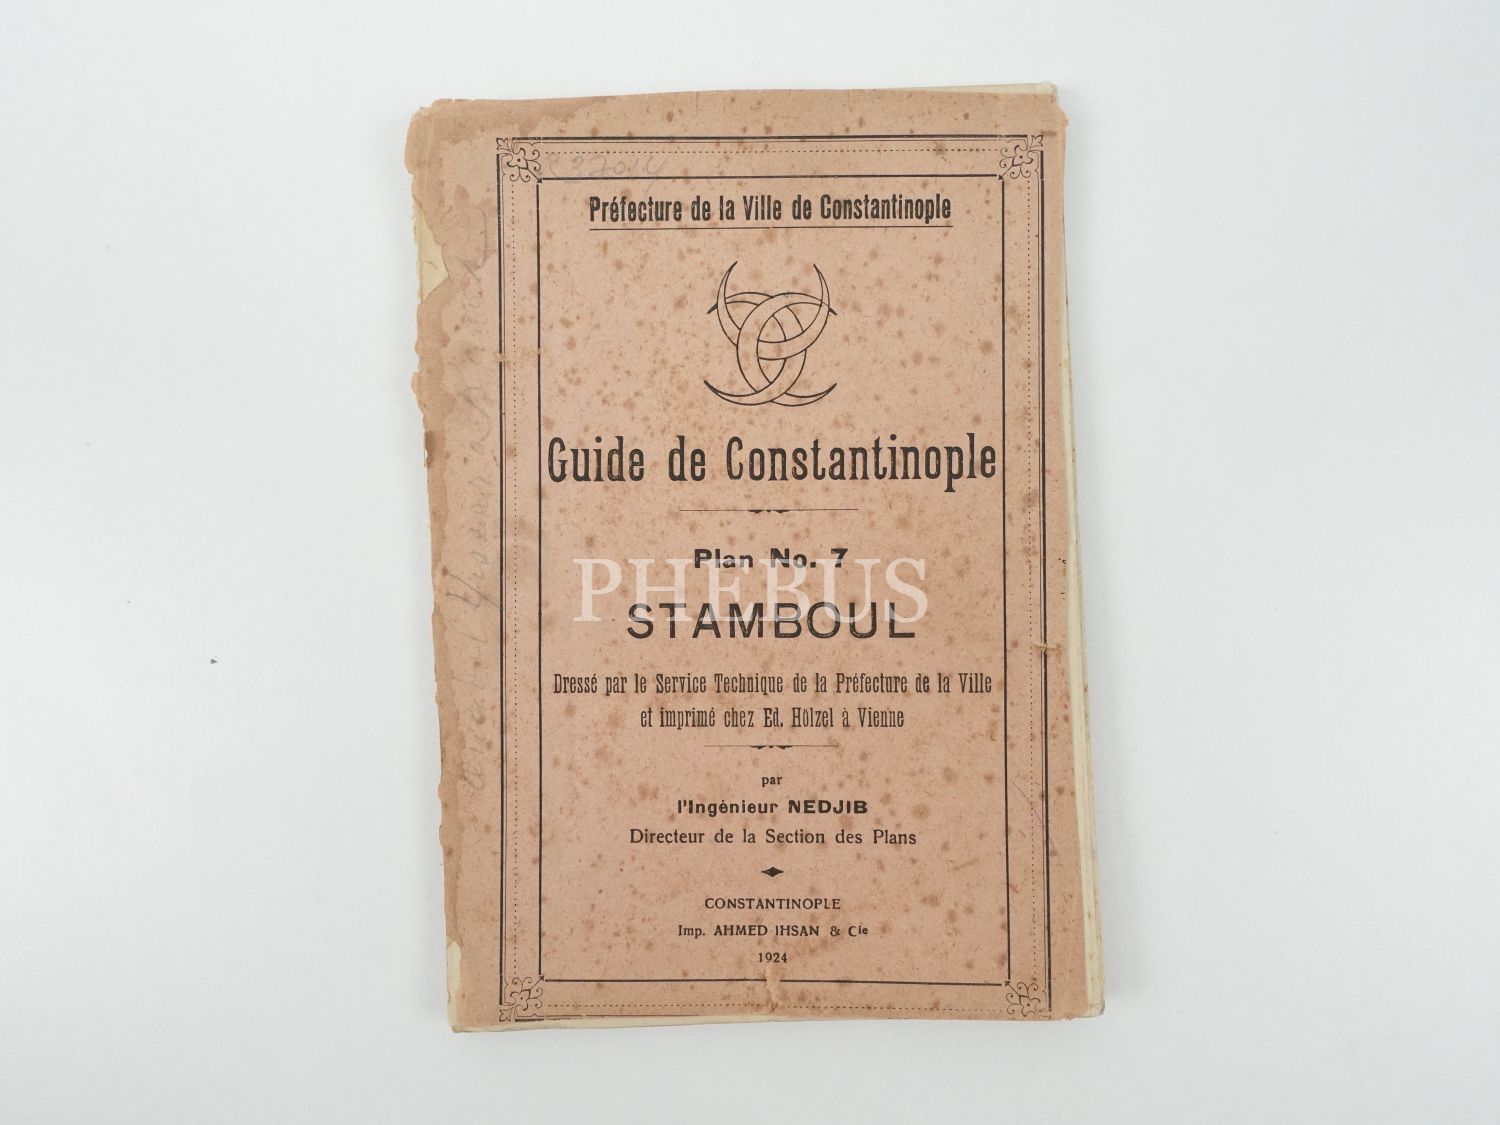 Préfecture de la Ville de Constantinople
Guide de Constantinople
Plan No. 7
PHEBUS
STAMBOUL
Dressé par le Service Technique de la Préfecture de la Ville
et imprimé chez Ed. Hölzel à Vienne
par
l'Ingénieur NEDJIB
Directeur de la Section des Plans
CONSTANTINOPLE
Imp. AHMED IHSAN & Cie
1924